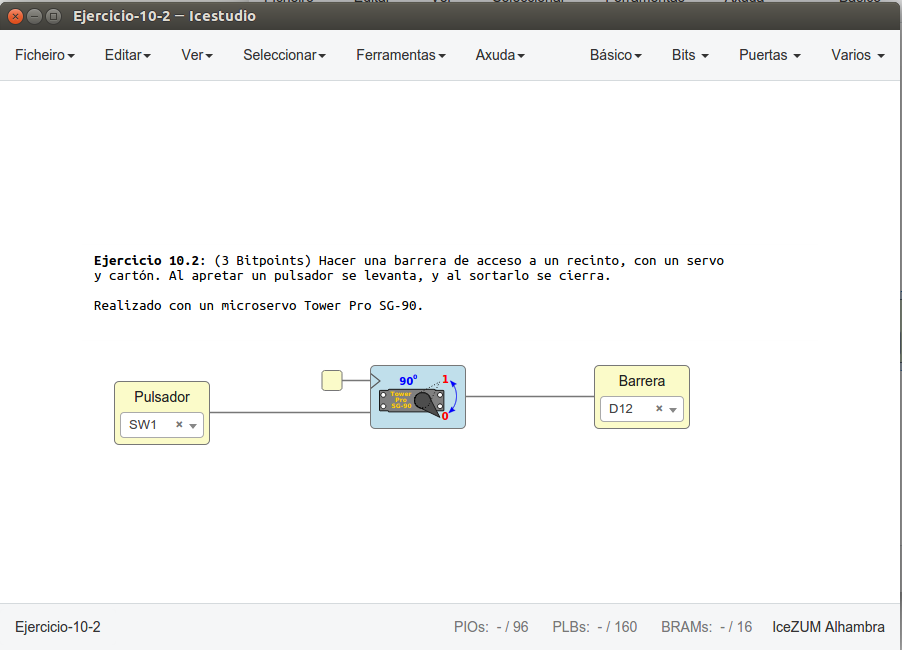 Ejercicio-10-2 — Icestudio
Ficheiro Editar Ver Seleccionar Ferramentas Axuda Básico Bits Puertas Varios
Ejercicio 10.2: (3 Bitpoints) Hacer una barrera de acceso a un recinto, con un servo
y cartón. Al apretar un pulsador se levanta, y al sortarlo se cierra.
Realizado con un microservo Tower Pro SG-90.
Pulsador
SW1 ×
90º
1
Tower
Pro
SG-90
0
Barrera
D12 ×
Ejercicio-10-2 PIOs: - / 96 PLBs: - / 160 BRAMs: - / 16 IceZUM Alhambra